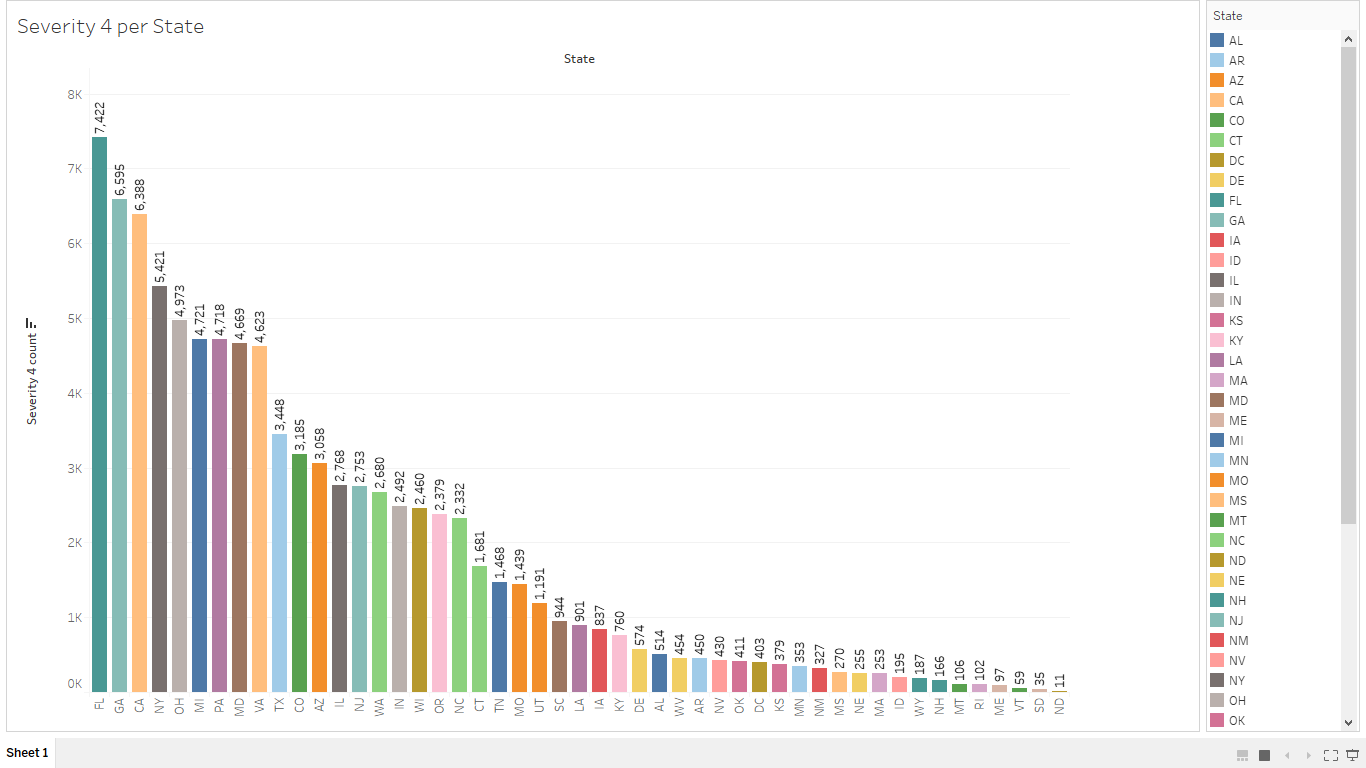 Severity 4 per State
State
8K
7K
6K
5K
4K
3K
2K
1K
0K
Severity 4 count
7,422
6,595
6,388
5,421
4,973
4,721
4,718
4,669
4,623
3,448
3,185
3,058
2,768
2,753
2,680
2,492
2,460
2,379
2,332
1,681
1,468
1,439
1,191
944
901
837
760
574
514
454
450
430
411
403
379
353
327
270
255
253
195
187
166
106
102
97
59
35
11
FL GA CA NY OH MI PA MD VA TX CO AZ IL NJ WA IN WI OR NC CT TN MO UT SC LA IA KY DE AL WV AR NV OK DC KS MN NM MS NE MA ID WY NH MT RI ME VT SD ND
State
AL
AR
AZ
CA
CO
CT
DC
DE
FL
GA
IA
ID
IL
IN
KS
KY
LA
MA
MD
ME
MI
MN
MO
MS
MT
NC
ND
NE
NH
NJ
NM
NV
NY
OH
OK
Sheet 1